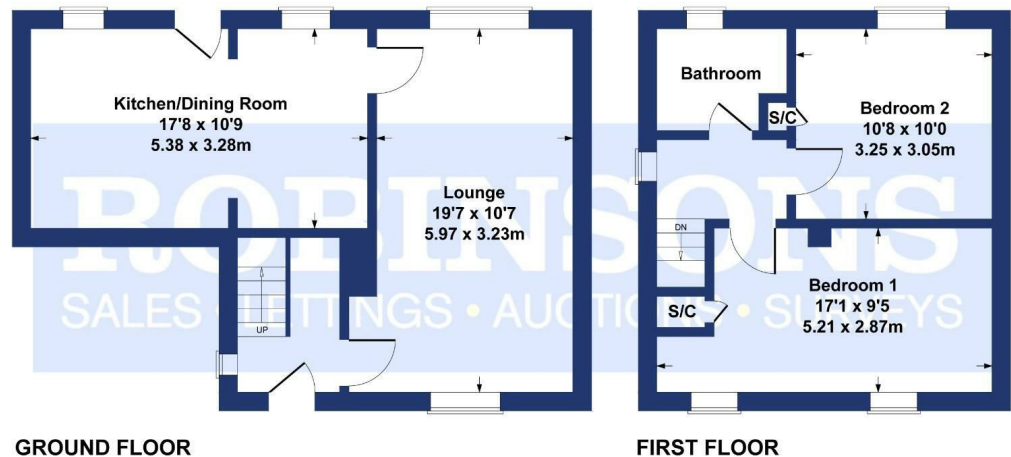 Kitchen/Dining Room
17'8 x 10'9
5.38 x 3.28m
Lounge
19'7 x 10'7
5.97 x 3.23m
UP
Bathroom
S/C
Bedroom 2
10'8 x 10'0
3.25 x 3.05m
DN
S/C
Bedroom 1
17'1 x 9'5
5.21 x 2.87m
ROBINSONS
SALES • LETTINGS • AUCTIONS • SURVEYS
GROUND FLOOR
FIRST FLOOR